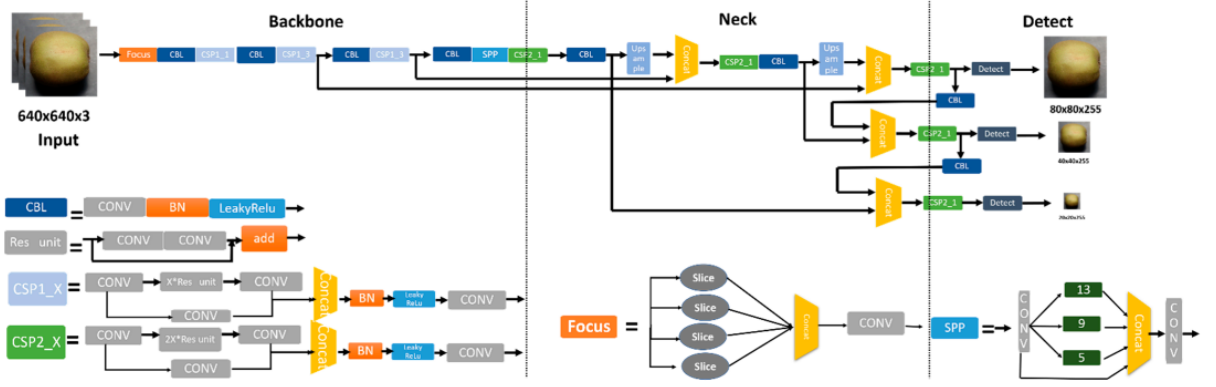 Backbone
Neck
Detect
640x640x3
Input
Focus
CBL
CSP1_1
CBL
CSP1_3
CBL
CSP1_3
CBL
SPP
CSP2_1
CBL
Ups
am
ple
Concat
CSP2_1
CBL
Ups
am
ple
Concat
CSP2_1
Detect
80x80x255
CBL
Concat
CSP2_1
Detect
40x40x255
CBL
Concat
CSP2_1
Detect
20x20x255
CBL
=
CONV
BN
LeakyRelu
Res unit
=
CONV
CONV
add
CSP1_X
=
CONV
X*Res unit
CONV
CONV
Concat
BN
Leaky
ReLu
CONV
CSP2_X
=
CONV
2X*Res unit
CONV
CONV
Concat
BN
Leaky
ReLu
CONV
Focus
=
Slice
Slice
Slice
Slice
Concat
CONV
SPP
=
CONV
13
9
5
Concat
CONV